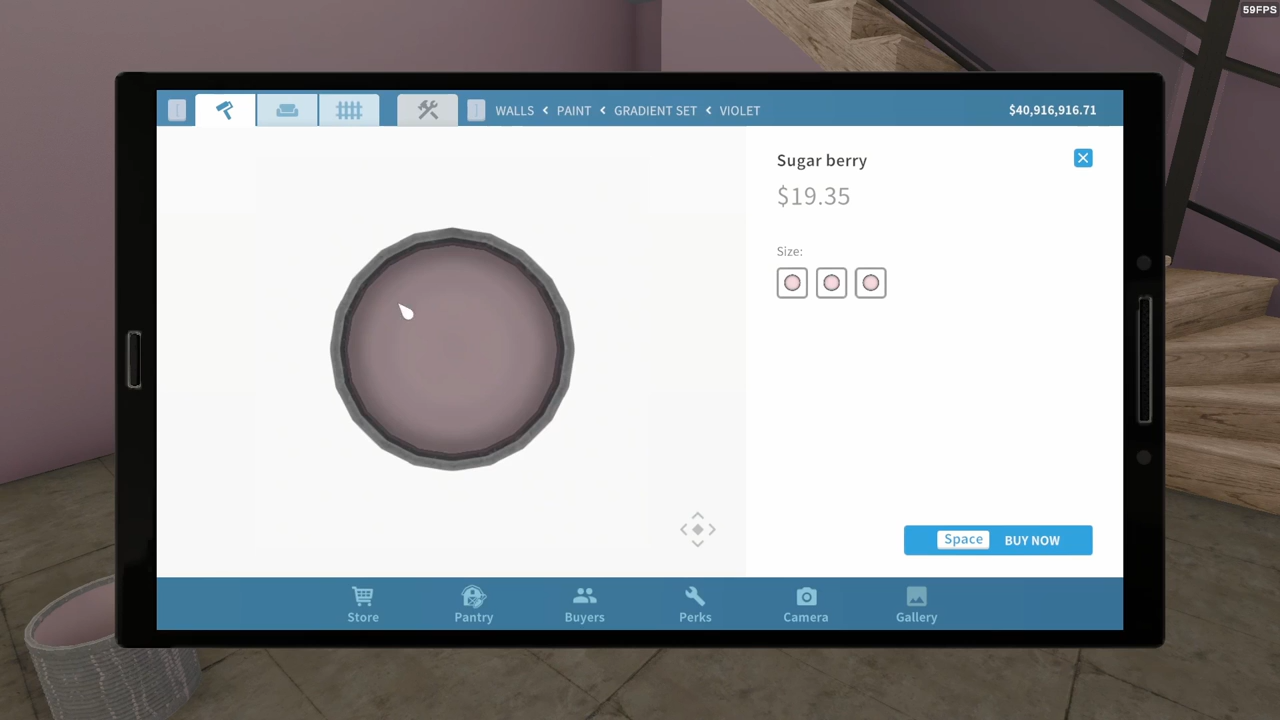 59FPS
WALLS < PAINT < GRADIENT SET < VIOLET
$40,916,916.71
Sugar berry
$19.35
Size:
Space BUY NOW
Store Pantry Buyers Perks Camera Gallery